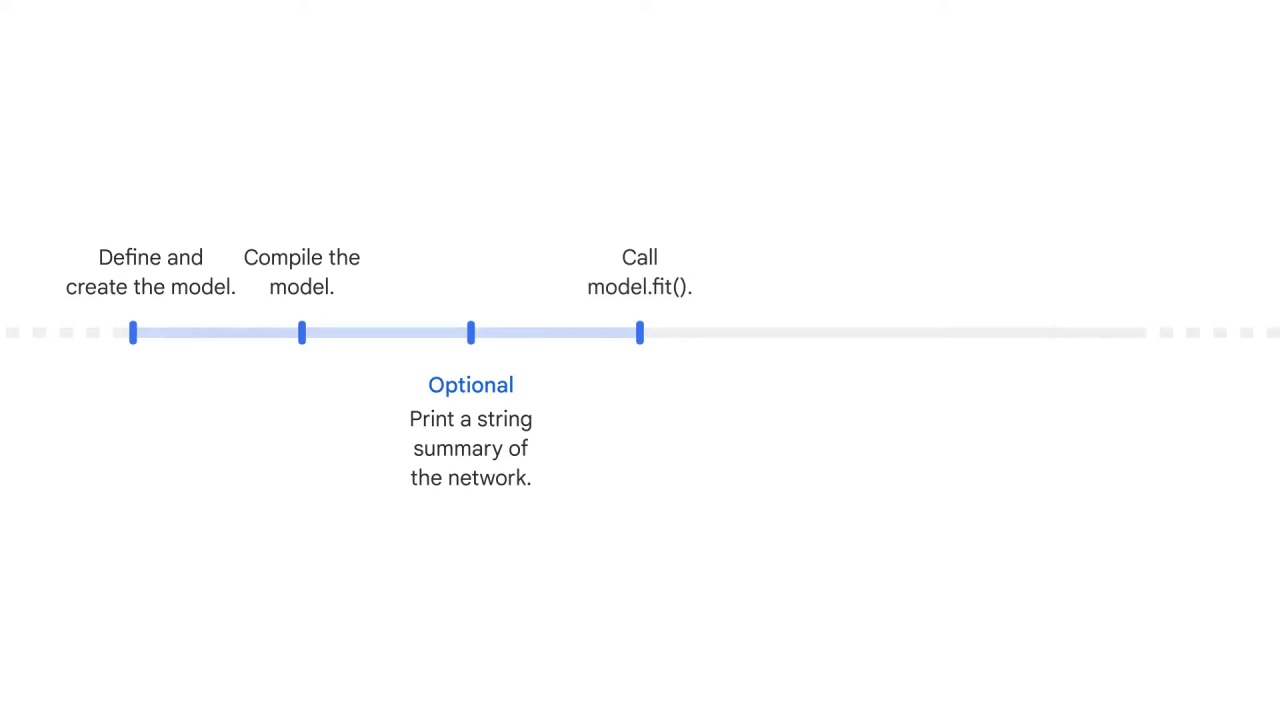 Define and
create the model.
Compile the
model.
Optional
Print a string
summary of
the network.
Call
model.fit().